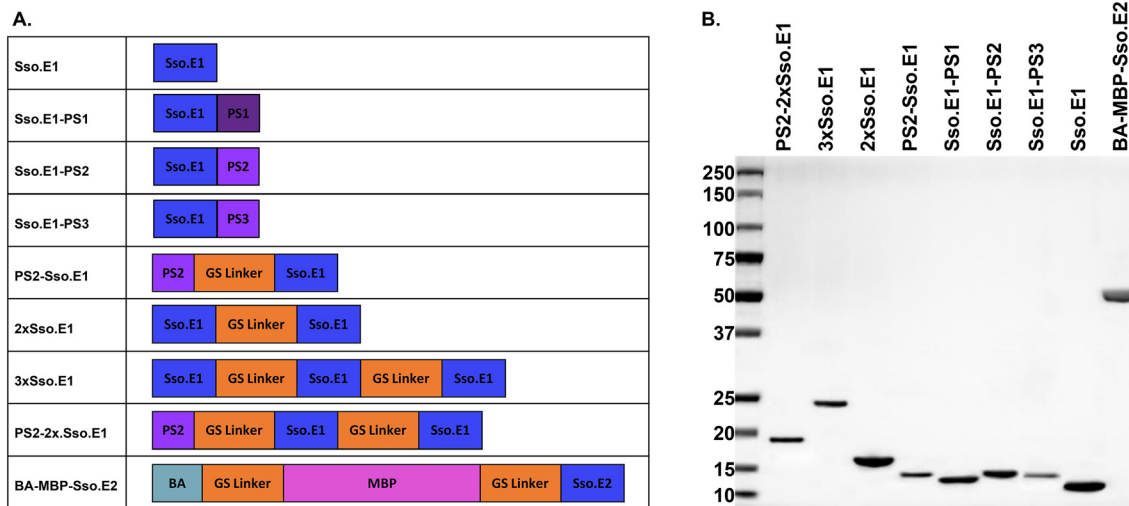 A.
Sso.E1
Sso.E1
Sso.E1-PS1
Sso.E1 PS1
Sso.E1-PS2
Sso.E1 PS2
Sso.E1-PS3
Sso.E1 PS3
PS2-Sso.E1
PS2 GS Linker Sso.E1
2xSso.E1
Sso.E1 GS Linker Sso.E1
3xSso.E1
Sso.E1 GS Linker Sso.E1 GS Linker Sso.E1
PS2-2x.Sso.E1
PS2 GS Linker Sso.E1 GS Linker Sso.E1
BA-MBP-Sso.E2
BA GS Linker MBP GS Linker Sso.E2
B.
PS2-2xSso.E1
3xSso.E1
2xSso.E1
PS2-Sso.E1
Sso.E1-PS1
Sso.E1-PS2
Sso.E1-PS3
Sso.E1
BA-MBP-Sso.E2
250
150
100
75
50
37
25
20
15
10